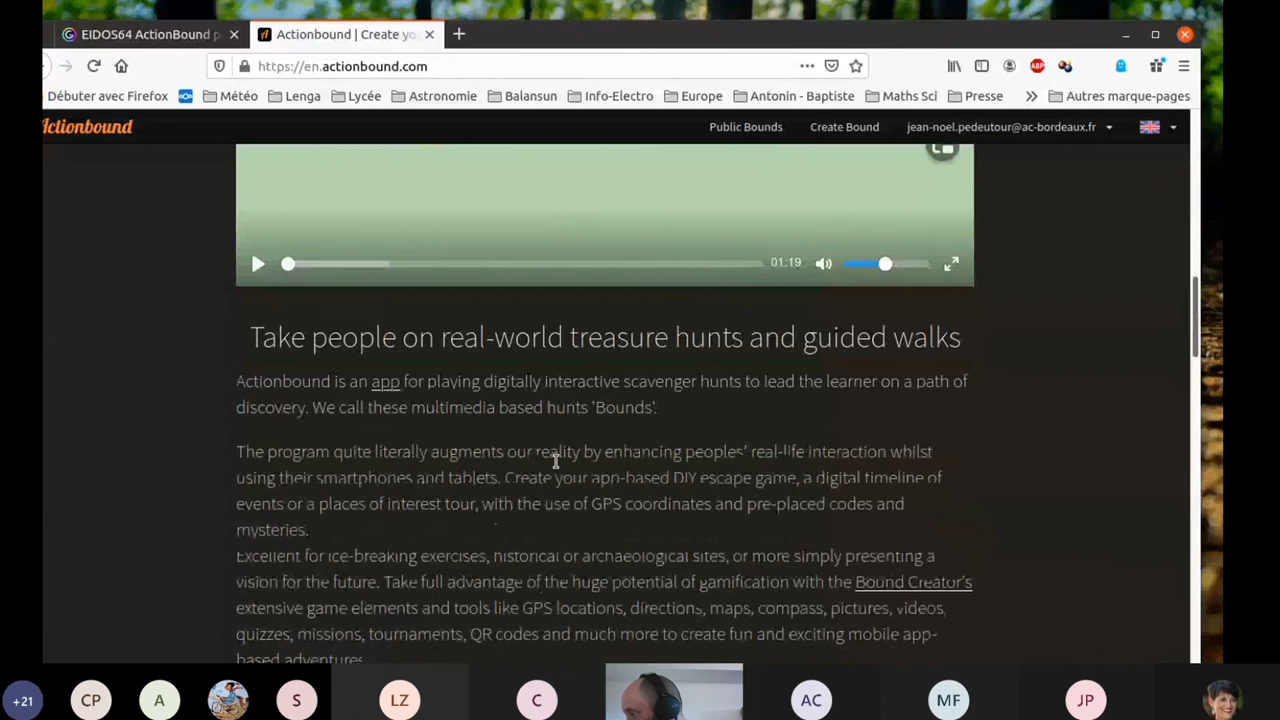 EIDOS64 ActionBound p
Actionbound | Create yo
https://en.actionbound.com
Débuter avec Firefox Météo Lenga Lycée Astronomie Balansun Info-Electro Europe Antonin - Baptiste Maths Sci Presse Autres marque-pages
Actionbound Public Bounds Create Bound jean-noel.pedeutour@ac-bordeaux.fr
01:19
Take people on real-world treasure hunts and guided walks
Actionbound is an app for playing digitally interactive scavenger hunts to lead the learner on a path of
discovery. We call these multimedia based hunts 'Bounds'.
The program quite literally augments our reality by enhancing peoples' real-life interaction whilst
using their smartphones and tablets. Create your app-based DIY escape game, a digital timeline of
events or a places of interest tour, with the use of GPS coordinates and pre-placed codes and
mysteries.
Excellent for ice-breaking exercises, historical or archaeological sites, or more simply presenting a
vision for the future. Take full advantage of the huge potential of gamification with the Bound Creator's
extensive game elements and tools like GPS locations, directions, maps, compass, pictures, videos,
quizzes, missions, tournaments, QR codes and much more to create fun and exciting mobile app-
based adventures.
+21 CP A S LZ C AC MF JP